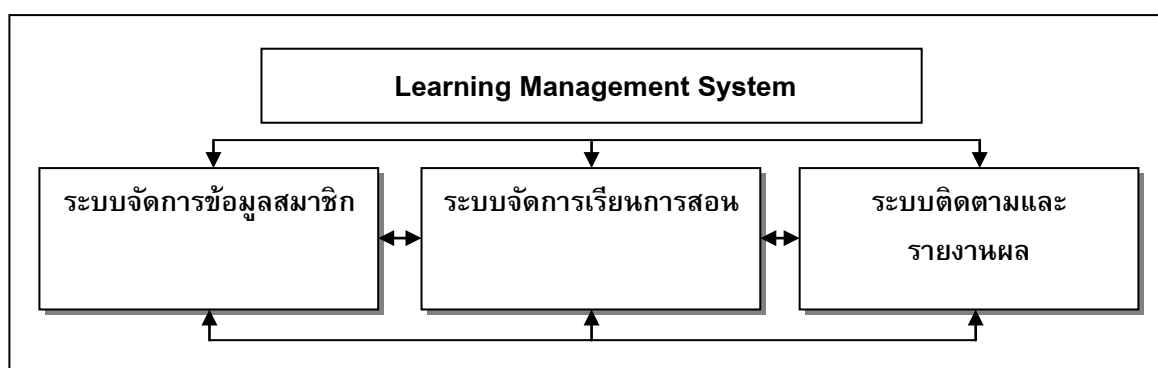 Learning Management System
ระบบจัดการข้อมูลสมาชิก
ระบบจัดการเรียนการสอน
ระบบติดตามและ
รายงานผล